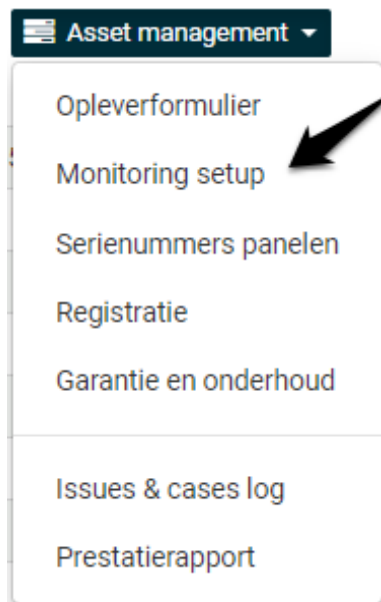 Asset management
Opleverformulier
Monitoring setup
Serienummers panelen
Registratie
Garantie en onderhoud
Issues & cases log
Prestatierapport